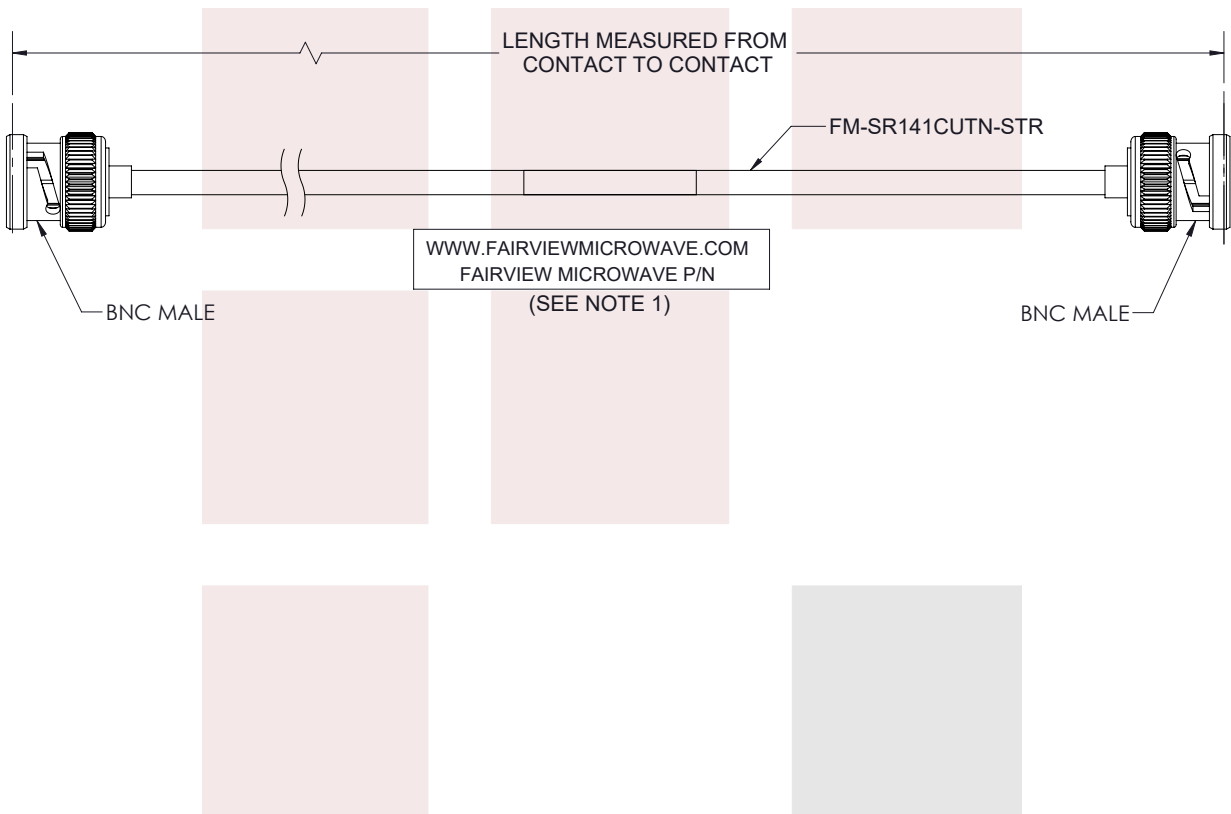 LENGTH MEASURED FROM
CONTACT TO CONTACT
FM-SR141CUTN-STR
WWW.FAIRVIEWMICROWAVE.COM
FAIRVIEW MICROWAVE P/N
(SEE NOTE 1)
BNC MALE
BNC MALE